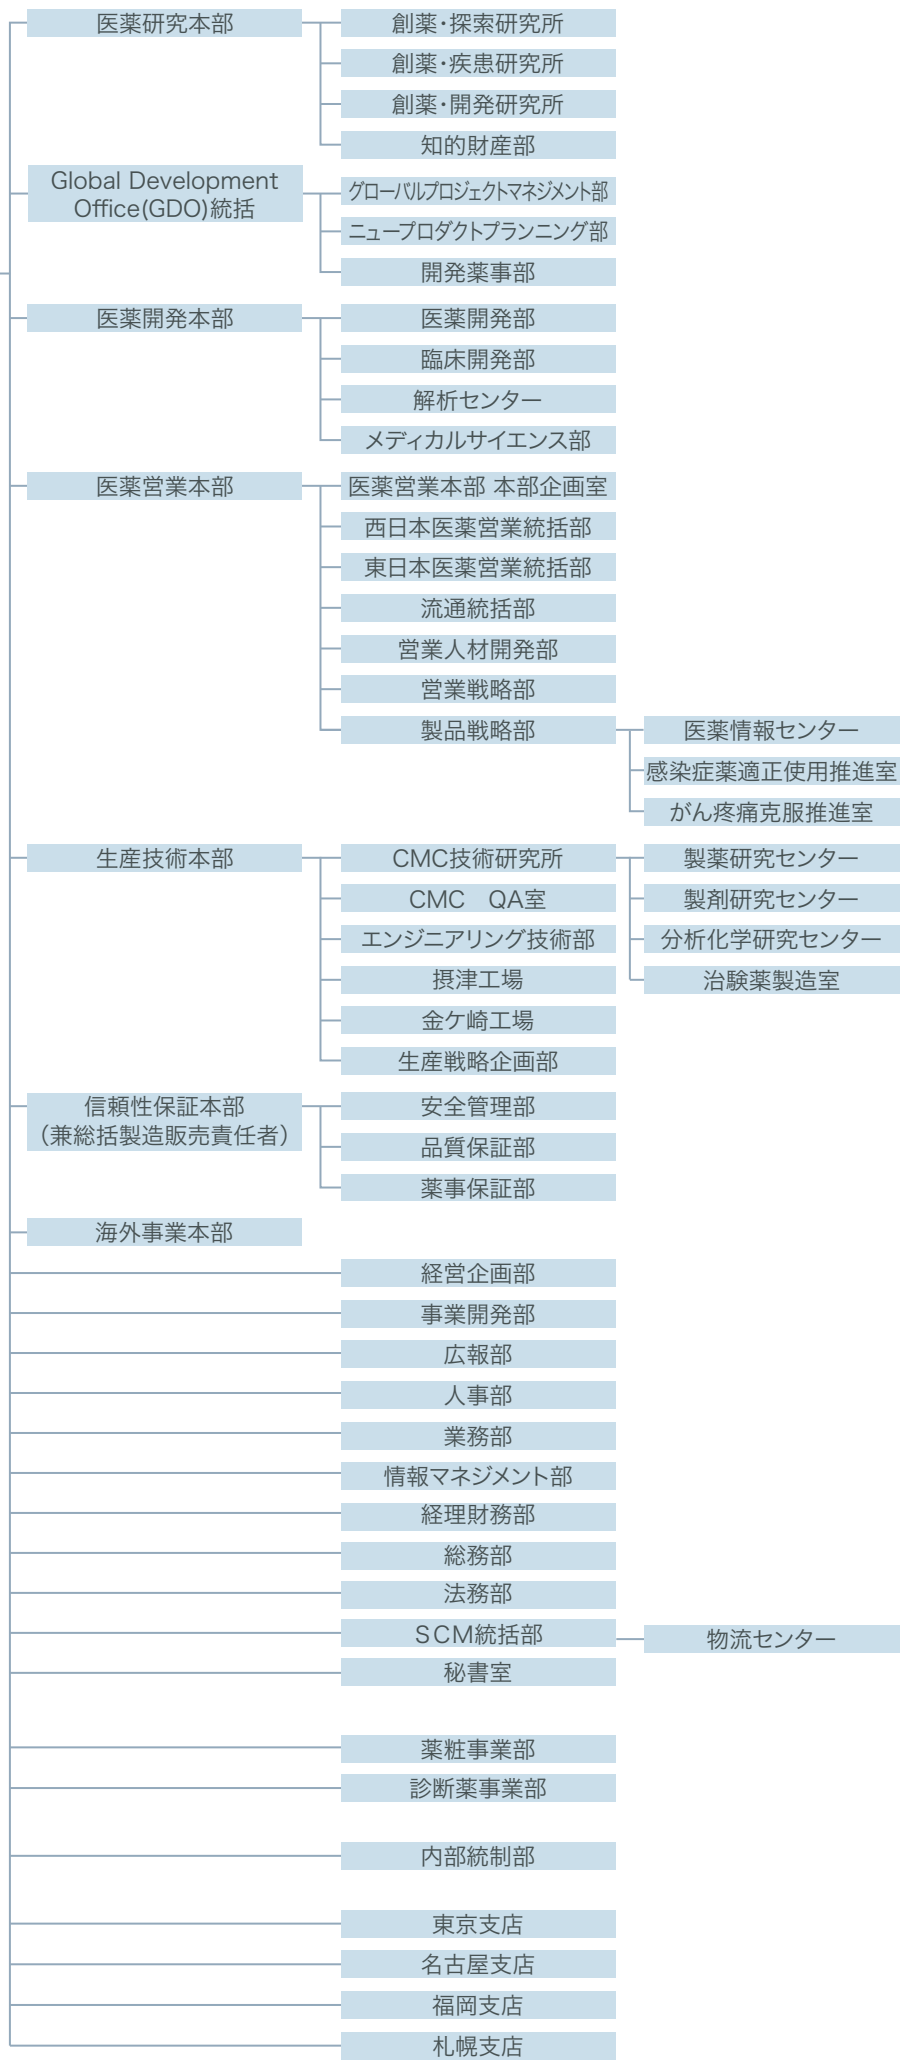 医薬研究本部
創薬・探索研究所
創薬・疾患研究所
創薬・開発研究所
知的財産部
Global Development
Office(GDO)統括
グローバルプロジェクトマネジメント部
ニュープロダクトプランニング部
開発薬事部
医薬開発本部
医薬開発部
臨床開発部
解析センター
メディカルサイエンス部
医薬営業本部
医薬営業本部 本部企画室
西日本医薬営業統括部
東日本医薬営業統括部
流通統括部
営業人材開発部
営業戦略部
製品戦略部
医薬情報センター
感染症薬適正使用推進室
がん疼痛克服推進室
生産技術本部
CMC技術研究所
製薬研究センター
製剤研究センター
分析化学研究センター
治験薬製造室
CMC　QA室
エンジニアリング技術部
摂津工場
金ケ崎工場
生産戦略企画部
信頼性保証本部
（兼総括製造販売責任者）
安全管理部
品質保証部
薬事保証部
海外事業本部
経営企画部
事業開発部
広報部
人事部
業務部
情報マネジメント部
経理財務部
総務部
法務部
SCM統括部
物流センター
秘書室
薬粧事業部
診断薬事業部
内部統制部
東京支店
名古屋支店
福岡支店
札幌支店